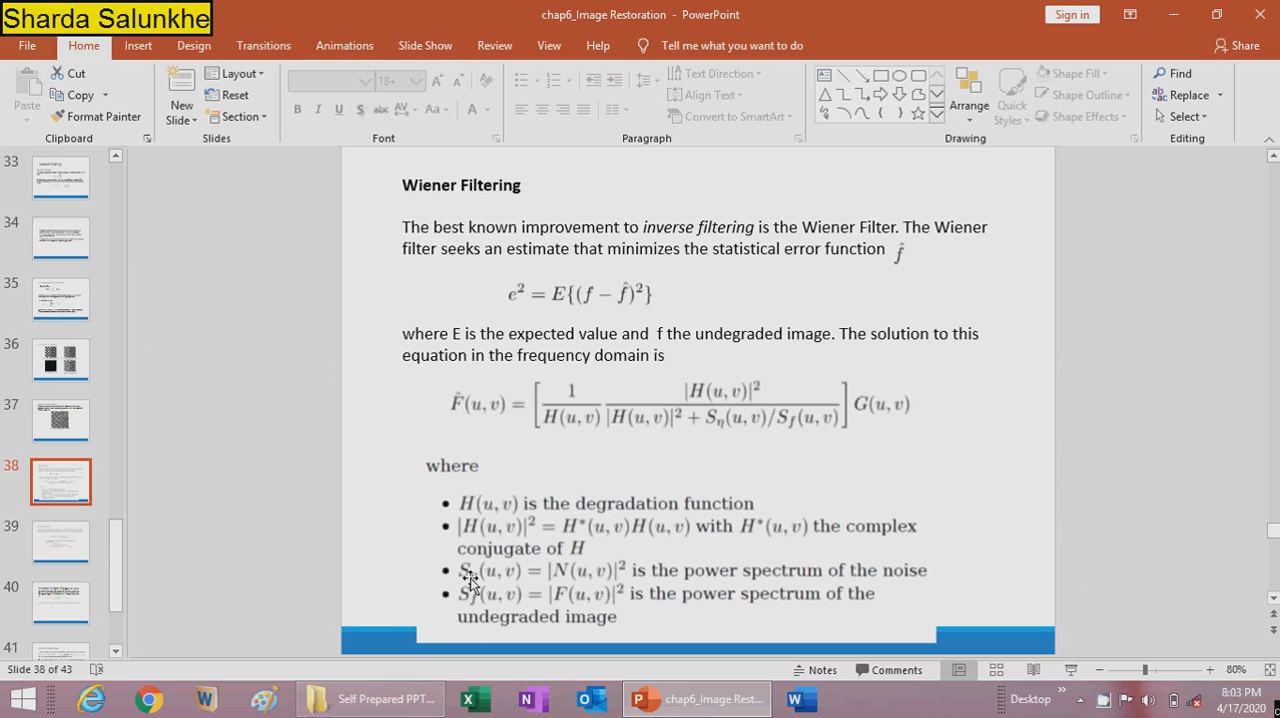 Sharda Salunkhe
chap6_Image Restoration - PowerPoint
Sign in
File Home Insert Design Transitions Animations Slide Show Review View Help Tell me what you want to do Share
Paste
Cut
Copy
Format Painter
Clipboard
New Slide
Layout
Reset
Section
Slides
18+
Font
Text Direction
Align Text
Convert to SmartArt
Paragraph
Arrange
Quick Styles
Shape Fill
Shape Outline
Shape Effects
Drawing
Find
Replace
Select
Editing
33
34
35
36
37
38
39
40
41
Wiener Filtering
The best known improvement to inverse filtering is the Wiener Filter. The Wiener
filter seeks an estimate that minimizes the statistical error function f̂
e² = E{(f − f̂)²}
where E is the expected value and f the undegraded image. The solution to this
equation in the frequency domain is
F̂(u, v) = [ 1 / H(u, v) |H(u, v)|² / |H(u, v)|² + Sη(u, v)/Sf(u, v) ] G(u, v)
where
• H(u, v) is the degradation function
• |H(u, v)|² = H*(u, v)H(u, v) with H*(u, v) the complex
conjugate of H
• Sη(u, v) = |N(u, v)|² is the power spectrum of the noise
• Sf(u, v) = |F(u, v)|² is the power spectrum of the
undegraded image
Slide 38 of 43
Notes
Comments
80%
Self Prepared PPT...
chap6_Image Rest...
Desktop
8:03 PM
4/17/2020